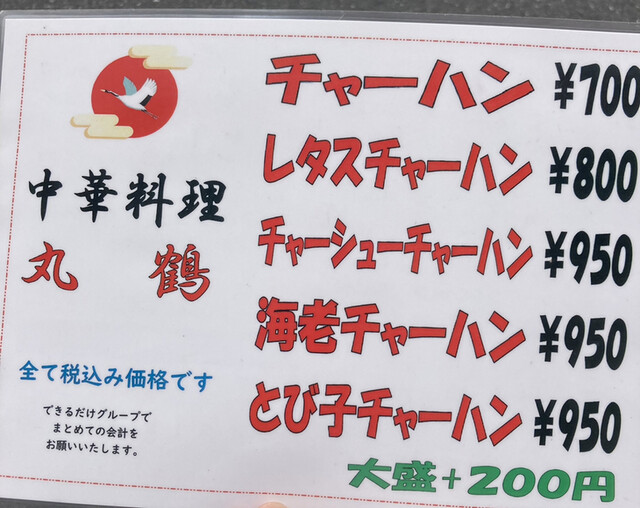 中華料理
丸鶴
全て税込み価格です
できるだけグループで
まとめての会計を
お願いいたします。
チャーハン ¥700
レタスチャーハン ¥800
チャーシューチャーハン ¥950
海老チャーハン ¥950
とび子チャーハン ¥950
大盛+200円